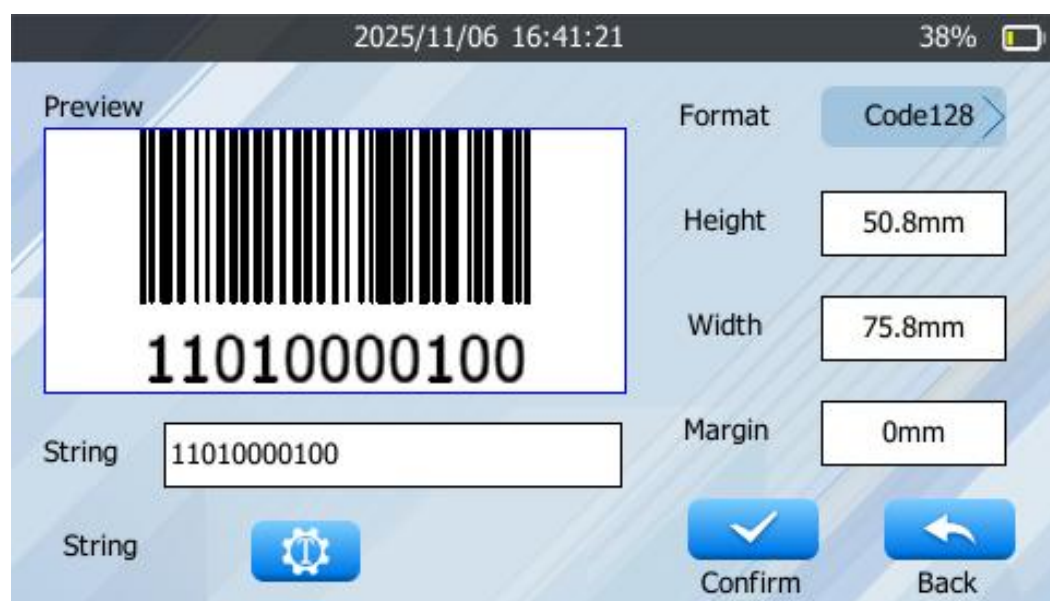 2025/11/06 16:41:21 38%
Preview
Format Code128
11010000100
Height 50.8mm
Width 75.8mm
String 11010000100
Margin 0mm
String T
Confirm Back